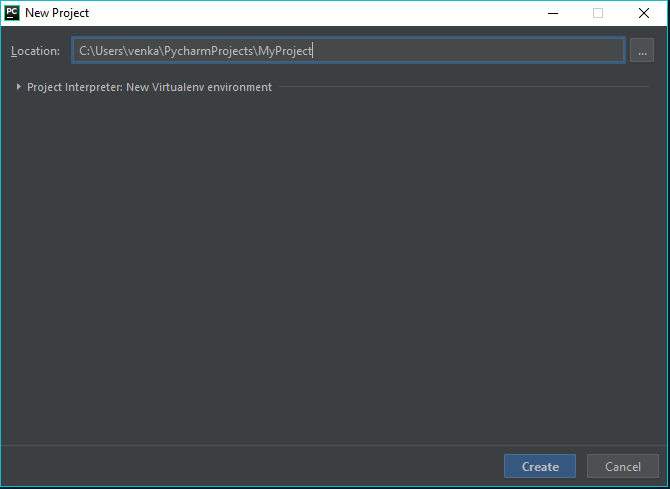 PC New Project
Location: C:\Users\venka\PycharmProjects\MyProject ...
Project Interpreter: New Virtualenv environment
Create Cancel